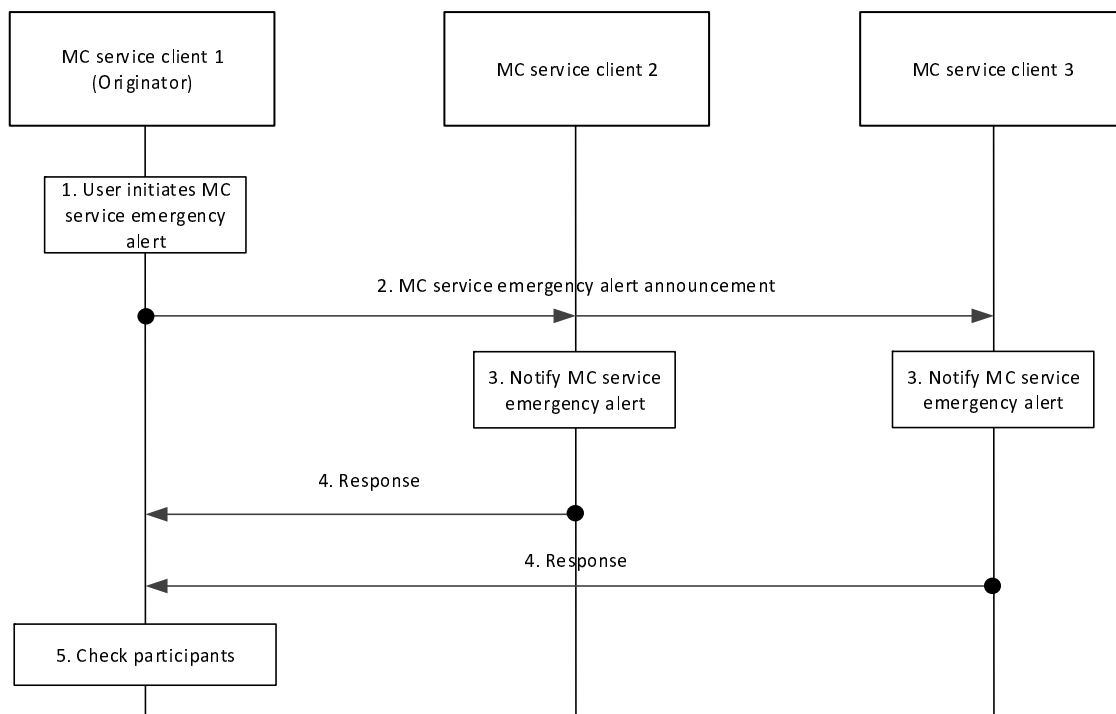 MC service client 1
(Originator)
MC service client 2
MC service client 3
1. User initiates MC
service emergency
alert
2. MC service emergency alert announcement
3. Notify MC service
emergency alert
3. Notify MC service
emergency alert
4. Response
4. Response
5. Check participants